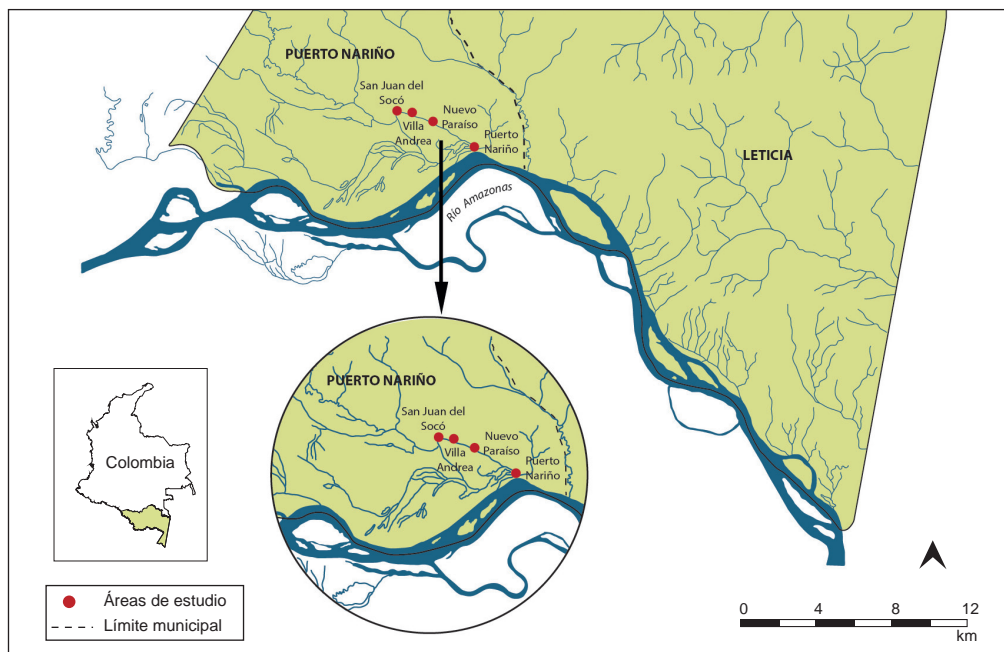 PUERTO NARIÑO
San Juan del
Socó
Nuevo
Paraíso
Villa
Andrea
Puerto
Nariño
LETICIA
Río Amazonas
PUERTO NARIÑO
San Juan del
Socó
Nuevo
Paraíso
Villa
Andrea
Puerto
Nariño
Colombia
Áreas de estudio
Límite municipal
0 4 8 12
km